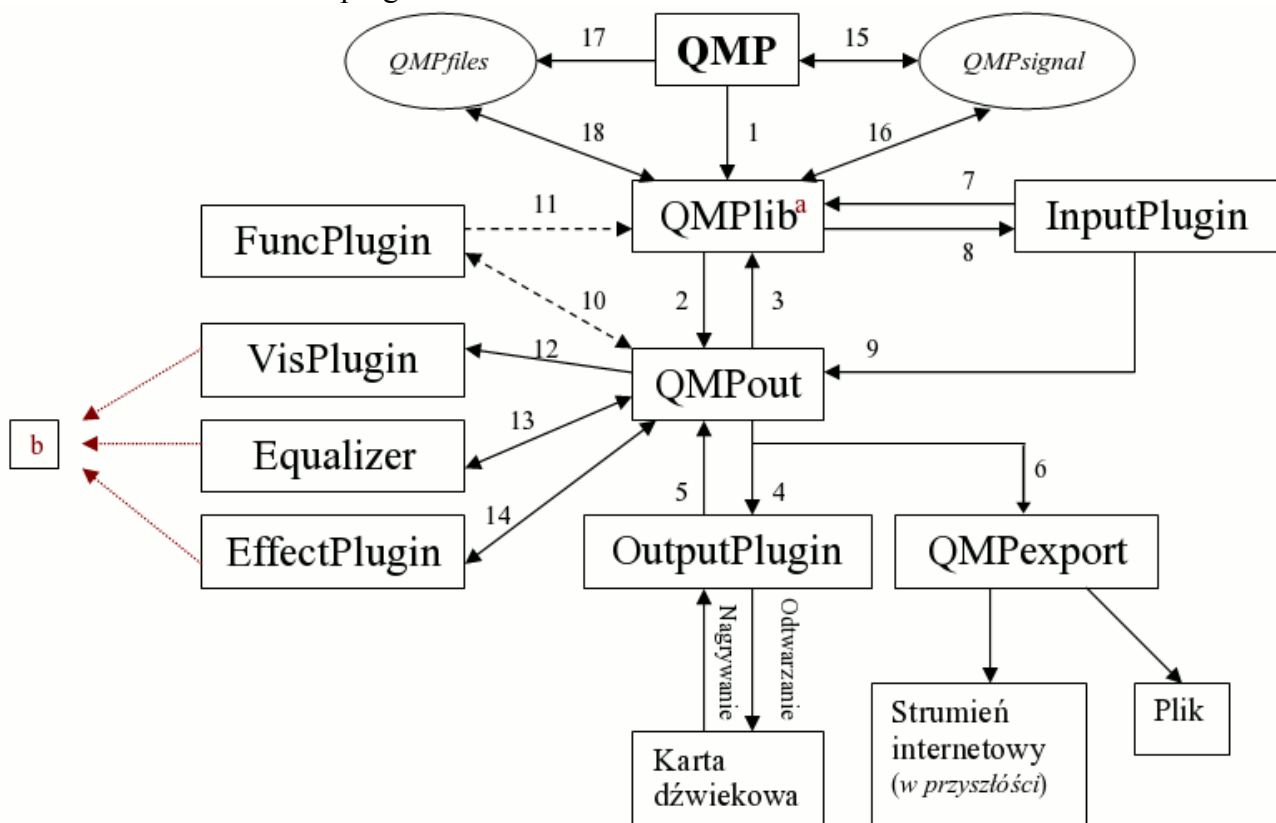 17
QMP
15
QMPfiles
QMPsignal
18
1
16
11
QMPlib a
7
InputPlugin
FuncPlugin
8
10
2
3
VisPlugin
12
9
QMPout
b
13
Equalizer
5
4
6
14
EffectPlugin
OutputPlugin
QMPexport
Nagrywanie
Odtwarzanie
Karta
dźwiekowa
Strumień
internetowy
(w przyszłóści)
Plik